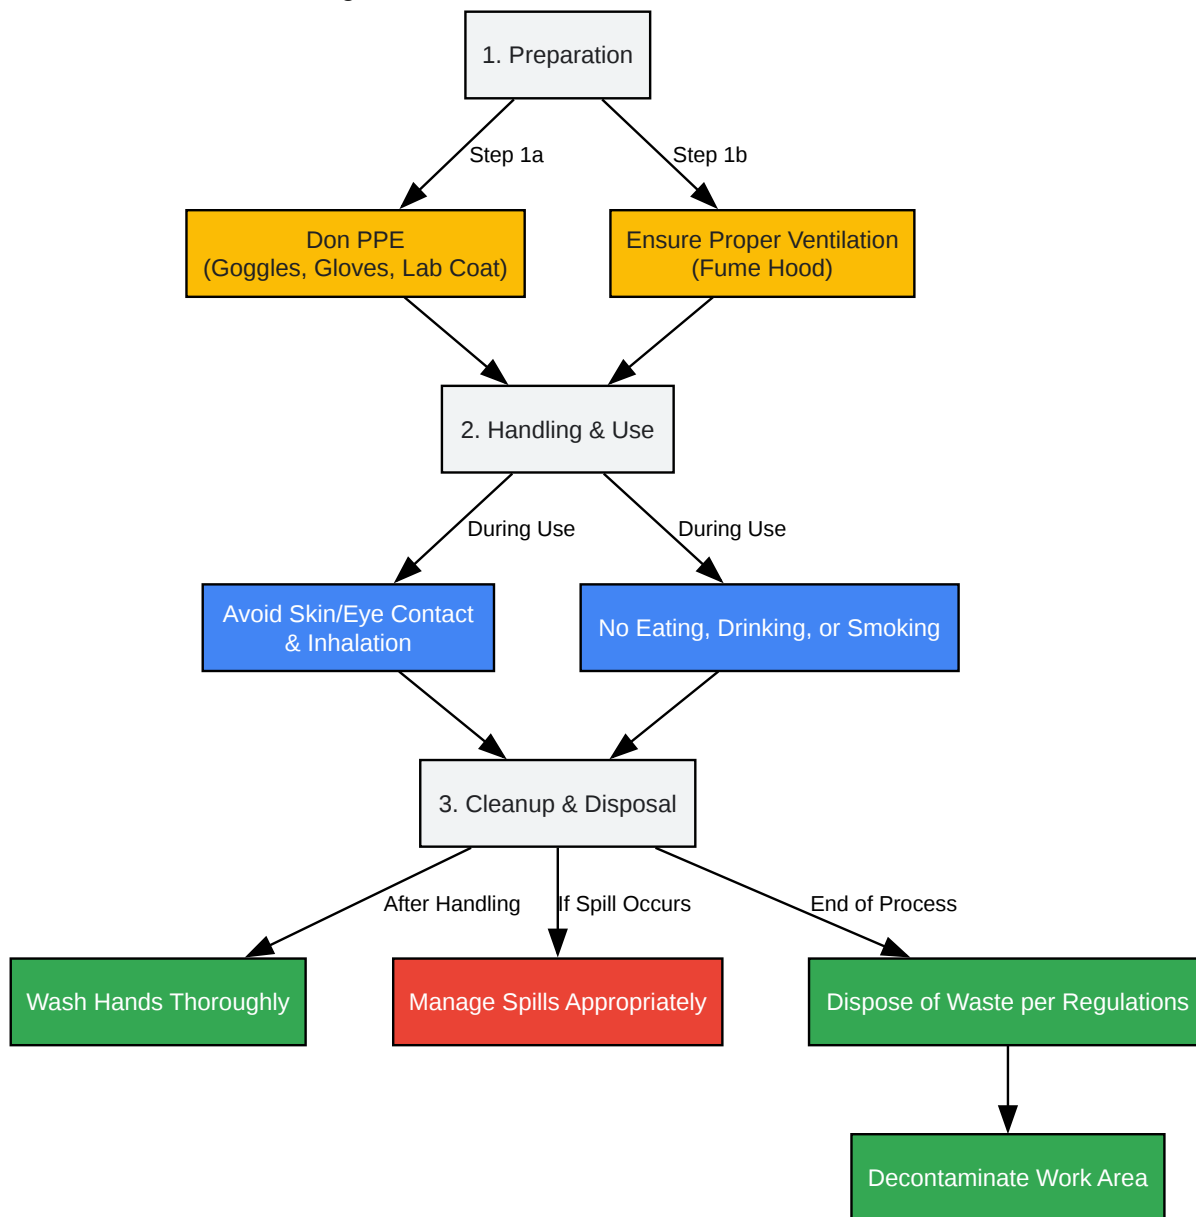 1. Preparation
Step 1a
Step 1b
Don PPE
(Goggles, Gloves, Lab Coat)
Ensure Proper Ventilation
(Fume Hood)
2. Handling & Use
During Use
During Use
Avoid Skin/Eye Contact
& Inhalation
No Eating, Drinking, or Smoking
3. Cleanup & Disposal
After Handling
If Spill Occurs
End of Process
Wash Hands Thoroughly
Manage Spills Appropriately
Dispose of Waste per Regulations
Decontaminate Work Area